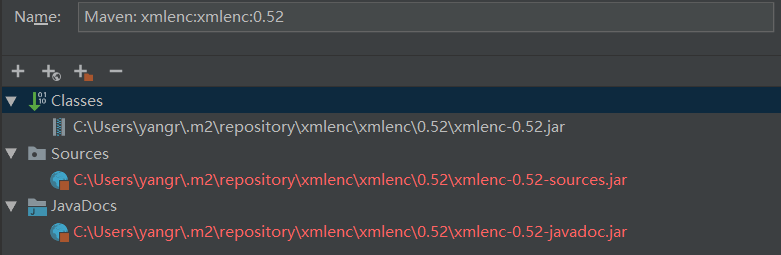 Name: Maven: xmlenc:xmlenc:0.52
Classes
C:\Users\yangr\.m2\repository\xmlenc\xmlenc\0.52\xmlenc-0.52.jar
Sources
C:\Users\yangr\.m2\repository\xmlenc\xmlenc\0.52\xmlenc-0.52-sources.jar
JavaDocs
C:\Users\yangr\.m2\repository\xmlenc\xmlenc\0.52\xmlenc-0.52-javadoc.jar